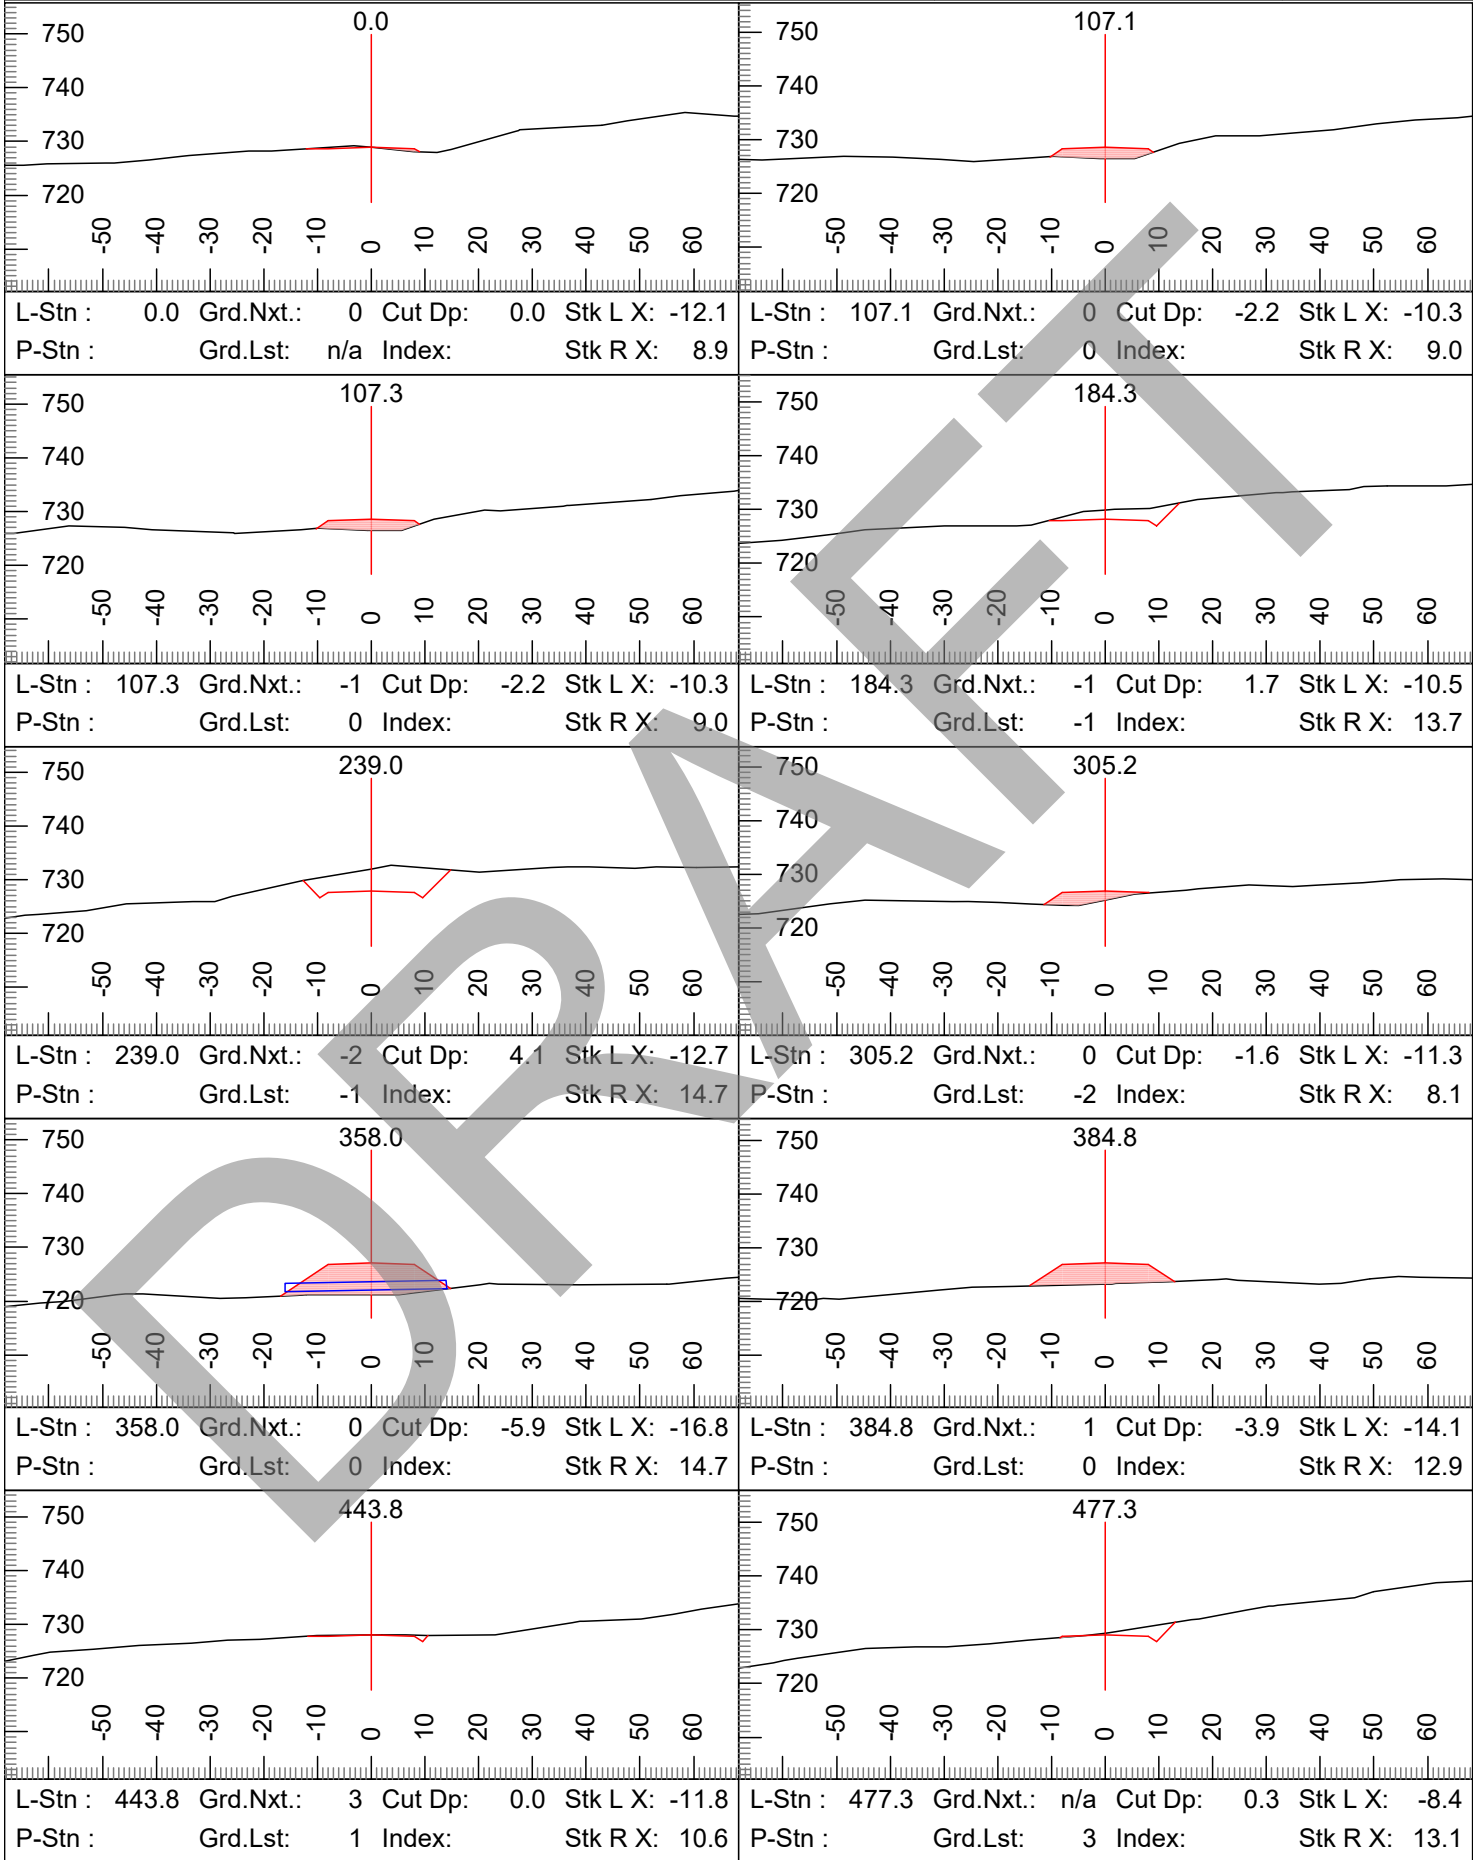 0.0
750
740
730
720
-50 -40 -30 -20 -10 0 10 20 30 40 50 60
L-Stn : 0.0 Grd.Nxt.: 0 Cut Dp: 0.0 Stk L X: -12.1
P-Stn : Grd.Lst: n/a Index: Stk R X: 8.9
107.1
750
740
730
720
-50 -40 -30 -20 -10 0 10 20 30 40 50 60
L-Stn : 107.1 Grd.Nxt.: 0 Cut Dp: -2.2 Stk L X: -10.3
P-Stn : Grd.Lst: 0 Index: Stk R X: 9.0
107.3
750
740
730
720
-50 -40 -30 -20 -10 0 10 20 30 40 50 60
L-Stn : 107.3 Grd.Nxt.: -1 Cut Dp: -2.2 Stk L X: -10.3
P-Stn : Grd.Lst: 0 Index: Stk R X: 9.0
184.3
750
740
730
720
-50 -40 -30 -20 -10 0 10 20 30 40 50 60
L-Stn : 184.3 Grd.Nxt.: -1 Cut Dp: 1.7 Stk L X: -10.5
P-Stn : Grd.Lst: -1 Index: Stk R X: 13.7
239.0
750
740
730
720
-50 -40 -30 -20 -10 0 10 20 30 40 50 60
L-Stn : 239.0 Grd.Nxt.: -2 Cut Dp: 4.1 Stk L X: -12.7
P-Stn : Grd.Lst: -1 Index: Stk R X: 14.7
305.2
750
740
730
720
-50 -40 -30 -20 -10 0 10 20 30 40 50 60
L-Stn : 305.2 Grd.Nxt.: 0 Cut Dp: -1.6 Stk L X: -11.3
P-Stn : Grd.Lst: -2 Index: Stk R X: 8.1
358.0
750
740
730
720
-50 -40 -30 -20 -10 0 10 20 30 40 50 60
L-Stn : 358.0 Grd.Nxt.: 0 Cut Dp: -5.9 Stk L X: -16.8
P-Stn : Grd.Lst: 0 Index: Stk R X: 14.7
384.8
750
740
730
720
-50 -40 -30 -20 -10 0 10 20 30 40 50 60
L-Stn : 384.8 Grd.Nxt.: 1 Cut Dp: -3.9 Stk L X: -14.1
P-Stn : Grd.Lst: 0 Index: Stk R X: 12.9
443.8
750
740
730
720
-50 -40 -30 -20 -10 0 10 20 30 40 50 60
L-Stn : 443.8 Grd.Nxt.: 3 Cut Dp: 0.0 Stk L X: -11.8
P-Stn : Grd.Lst: 1 Index: Stk R X: 10.6
477.3
750
740
730
720
-50 -40 -30 -20 -10 0 10 20 30 40 50 60
L-Stn : 477.3 Grd.Nxt.: n/a Cut Dp: 0.3 Stk L X: -8.4
P-Stn : Grd.Lst: 3 Index: Stk R X: 13.1
DRAFT